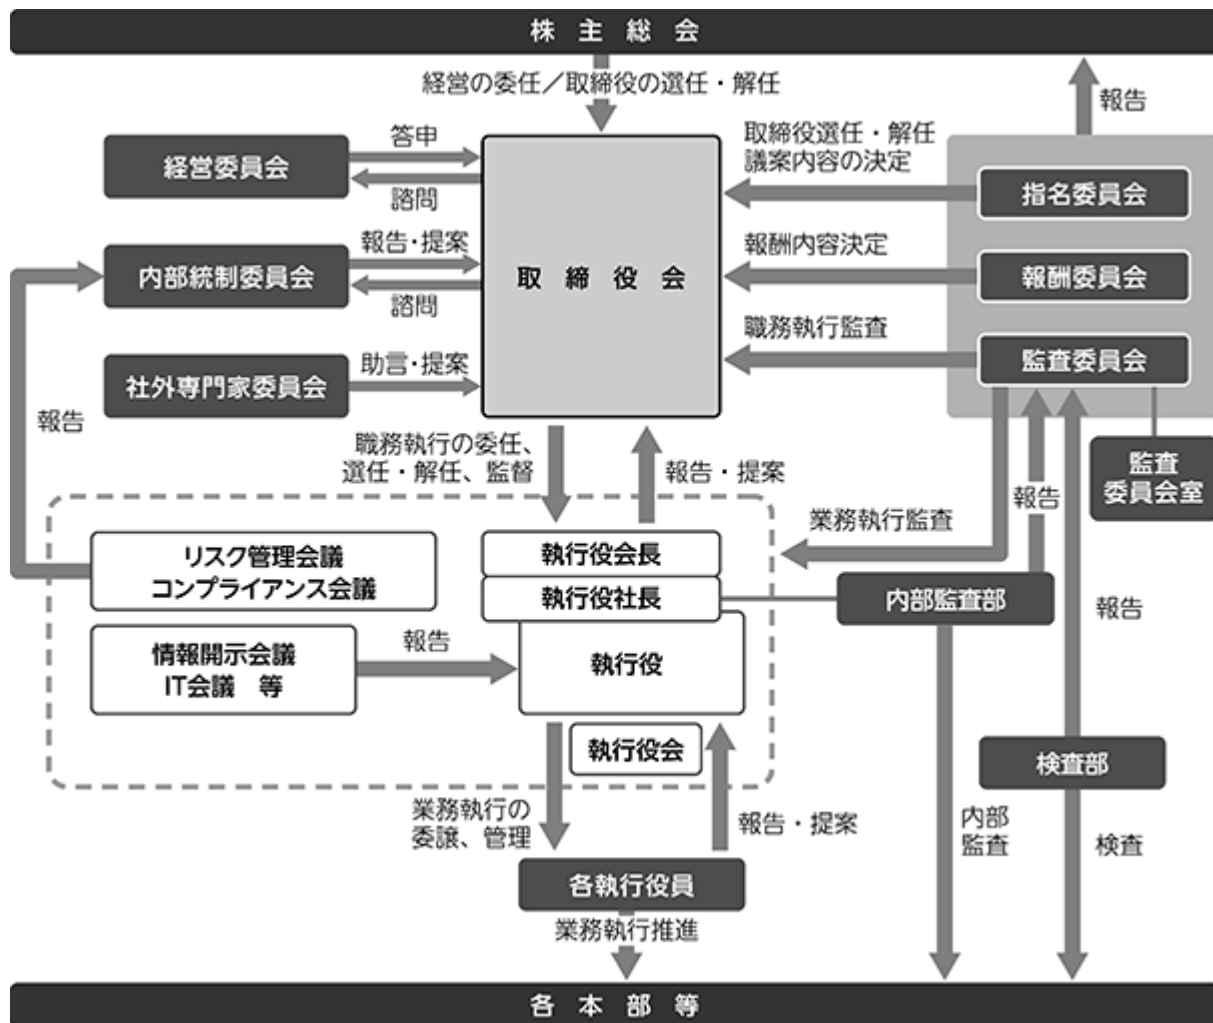 株主総会
経営の委任／取締役の選任・解任
報告
経営委員会
答申
諮問
取締役選任・解任
議案内容の決定
指名委員会
内部統制委員会
報告・提案
諮問
取締役会
報酬内容決定
報酬委員会
職務執行監査
監査委員会
社外専門家委員会
助言・提案
報告
職務執行の委任、
選任・解任、監督
報告・提案
監査
委員会室
報告
業務執行監査
リスク管理会議
コンプライアンス会議
執行役会長
執行役社長
内部監査部
報告
情報開示会議
IT会議　等
報告
執行役
執行役会
検査部
業務執行の
委譲、管理
報告・提案
内部
監査
検査
各執行役員
業務執行推進
各本部等